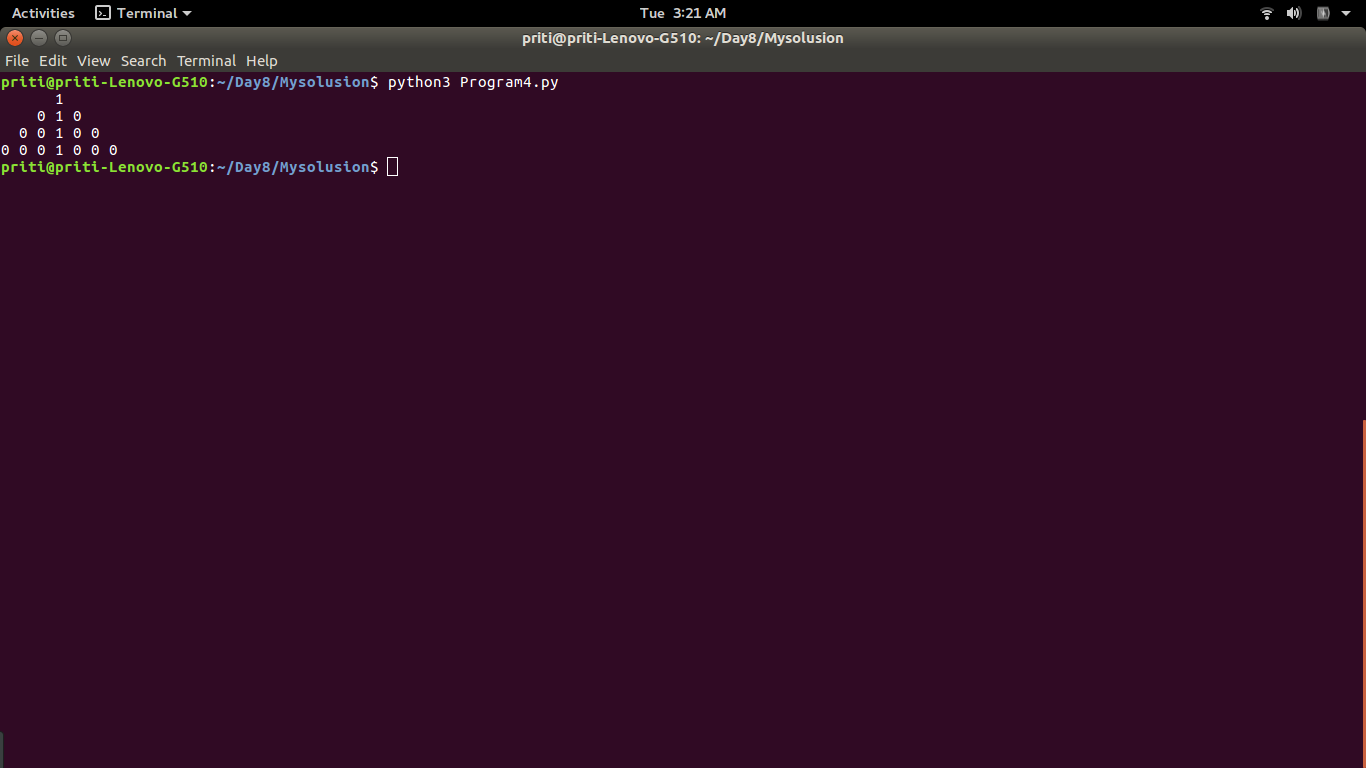 Activities Terminal Tue 3:21 AM
priti@priti-Lenovo-G510: ~/Day8/Mysolusion
File Edit View Search Terminal Help
priti@priti-Lenovo-G510:~/Day8/Mysolusion$ python3 Program4.py
      1
    0 1 0
  0 0 1 0 0
0 0 0 1 0 0 0
priti@priti-Lenovo-G510:~/Day8/Mysolusion$